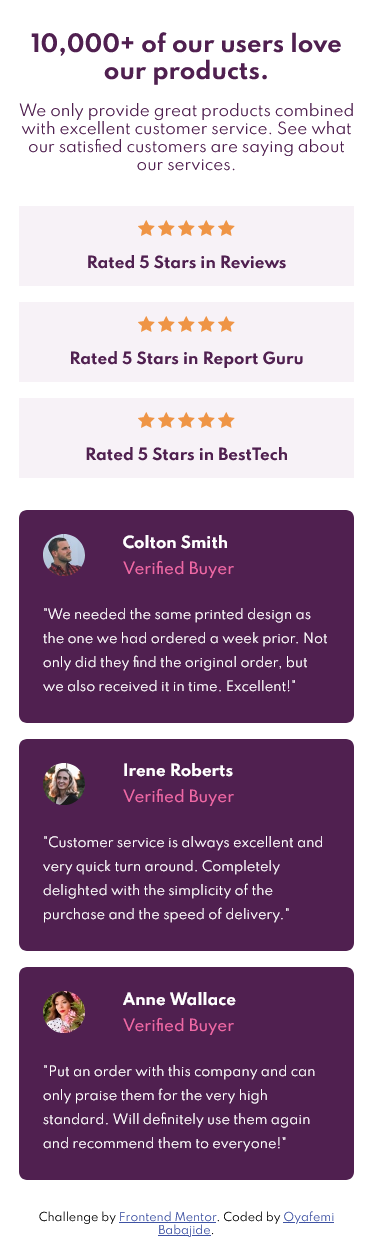 10,000+ of our users love
our products.
We only provide great products combined
with excellent customer service. See what
our satisfied customers are saying about
our services.
Rated 5 Stars in Reviews
Rated 5 Stars in Report Guru
Rated 5 Stars in BestTech
Colton Smith
Verified Buyer
"We needed the same printed design as
the one we had ordered a week prior. Not
only did they find the original order, but
we also received it in time. Excellent!"
Irene Roberts
Verified Buyer
"Customer service is always excellent and
very quick turn around. Completely
delighted with the simplicity of the
purchase and the speed of delivery."
Anne Wallace
Verified Buyer
"Put an order with this company and can
only praise them for the very high
standard. Will definitely use them again
and recommend them to everyone!"
Challenge by Frontend Mentor. Coded by Oyafemi
Babajide.